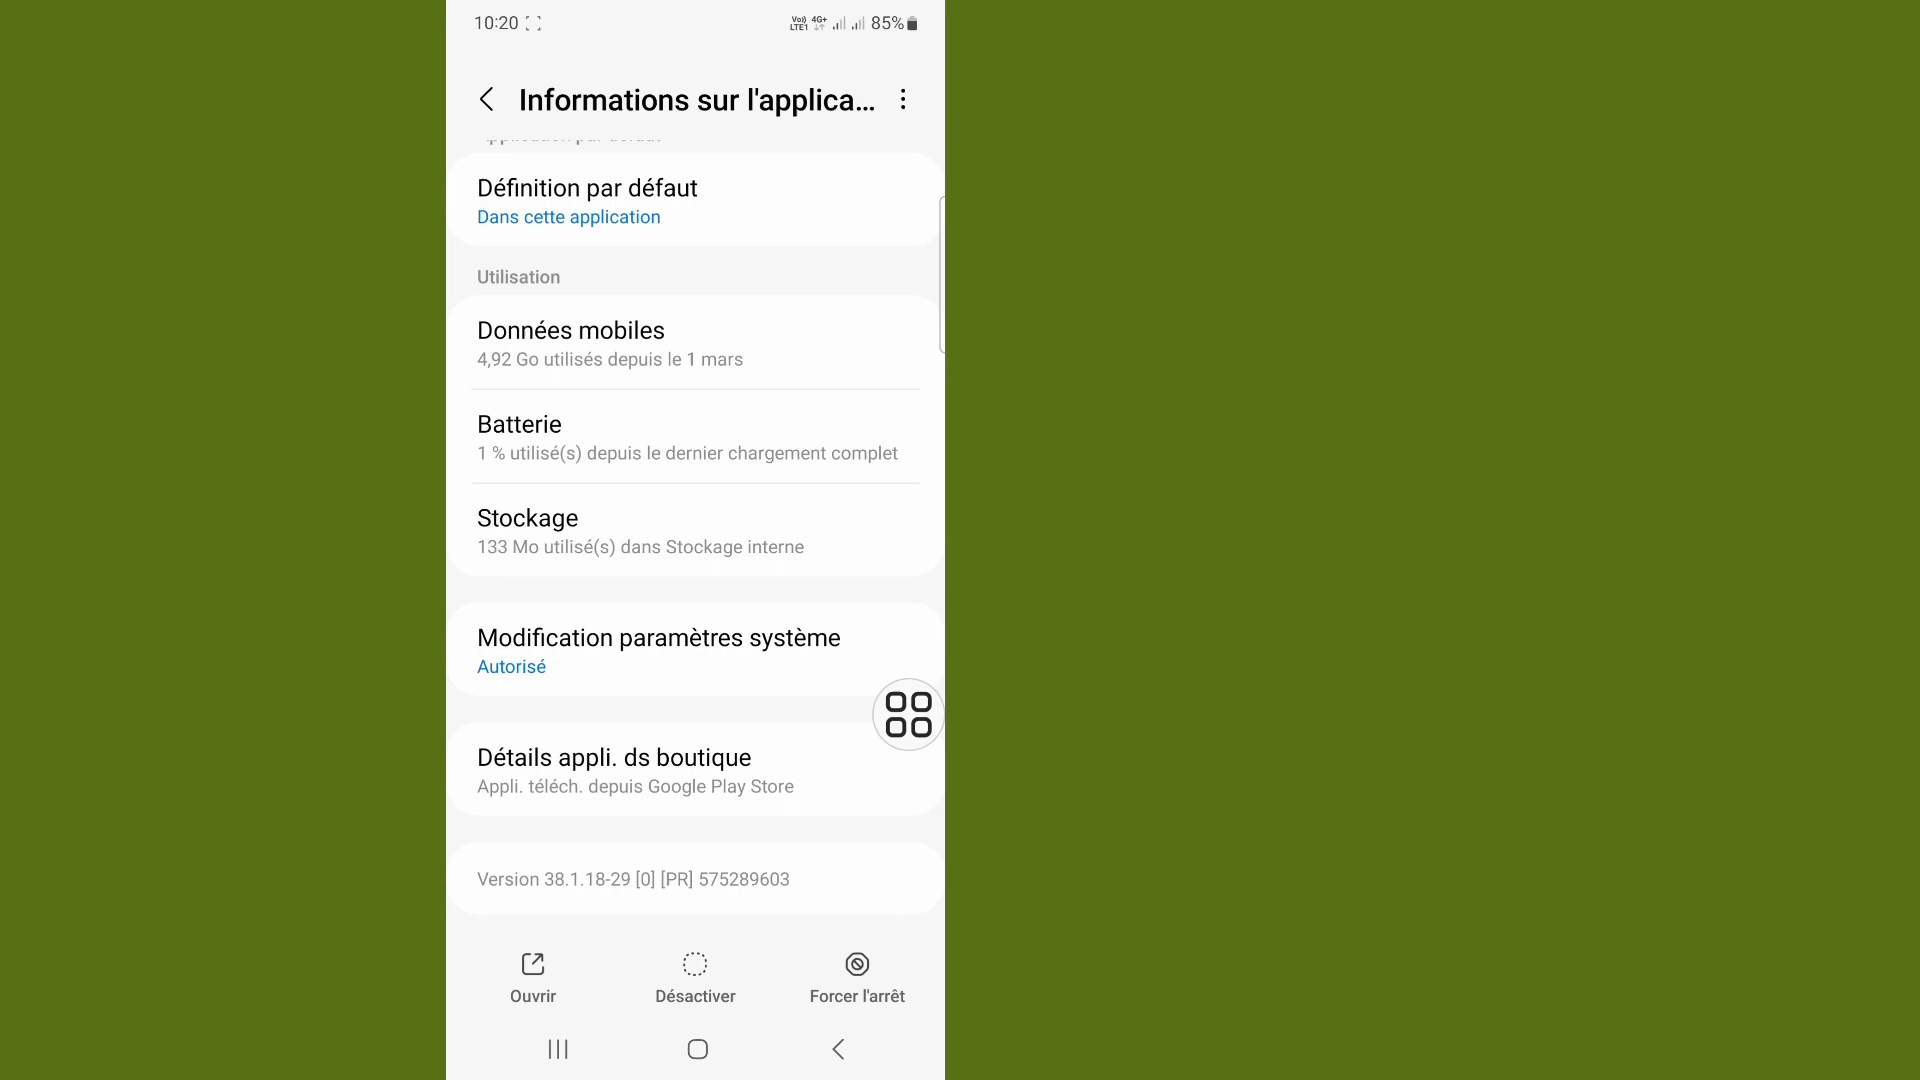 10:20
Vo)) 4G+ 85%
LTE1
Informations sur l'applica...
Définition par défaut
Dans cette application
Utilisation
Données mobiles
4,92 Go utilisés depuis le 1 mars
Batterie
1 % utilisé(s) depuis le dernier chargement complet
Stockage
133 Mo utilisé(s) dans Stockage interne
Modification paramètres système
Autorisé
Détails appli. ds boutique
Appli. téléch. depuis Google Play Store
Version 38.1.18-29 [0] [PR] 575289603
Ouvrir Désactiver Forcer l'arrêt